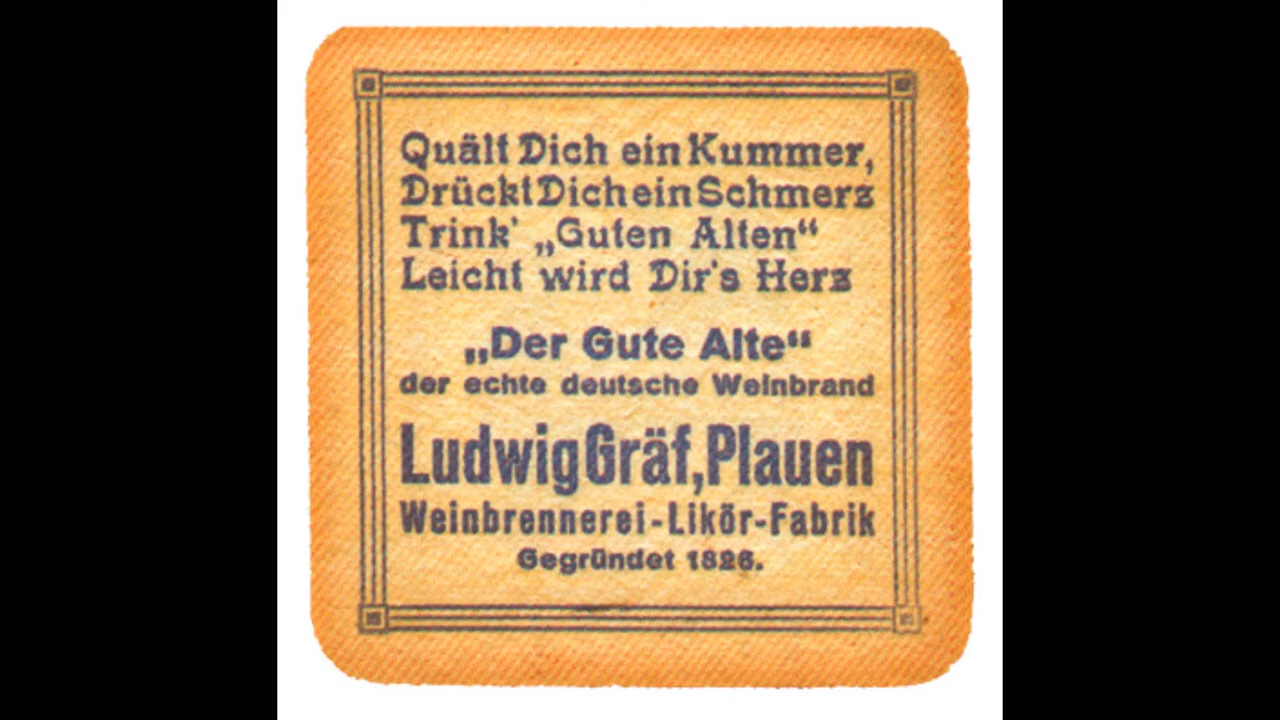 Quält Dich ein Kummer,
Drückt Dich ein Schmerz
Trink' „Guten Alten“
Leicht wird Dir's Herz
„Der Gute Alte“
der echte deutsche Weinbrand
Ludwig Gräf, Plauen
Weinbrennerei-Likör-Fabrik
Gegründet 1826.